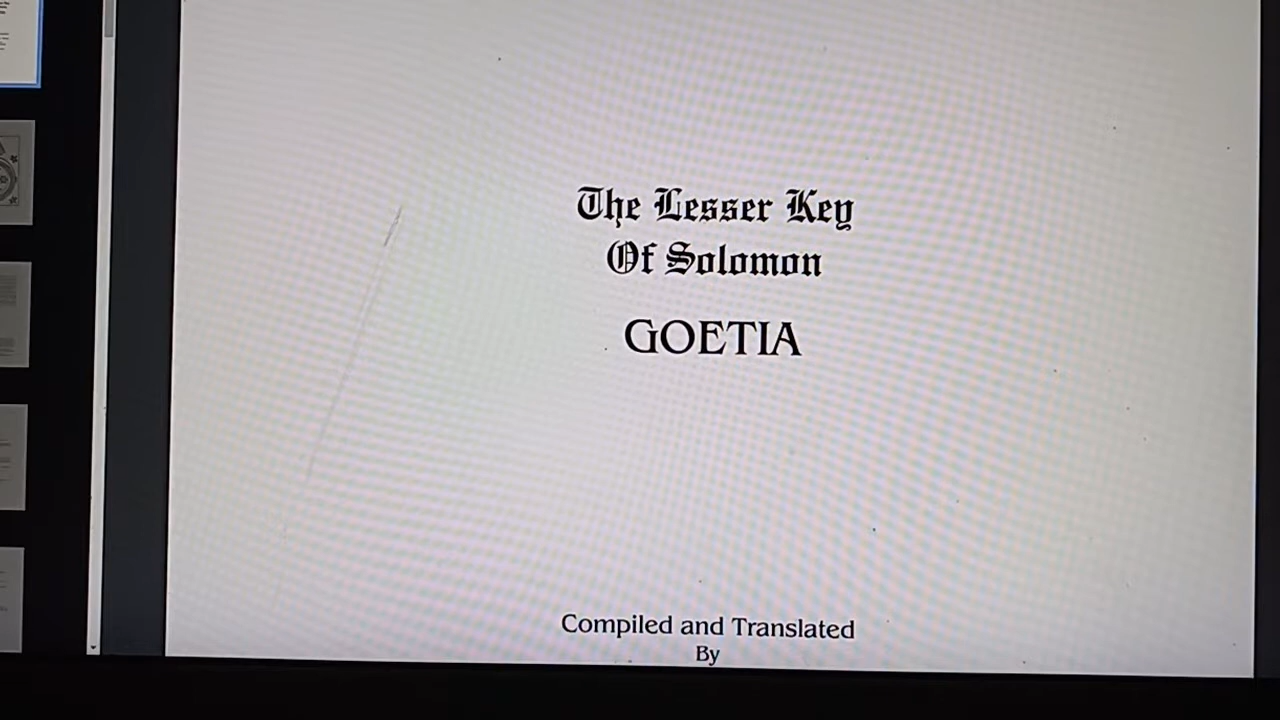 The Lesser Key
Of Solomon
GOETIA
Compiled and Translated
By